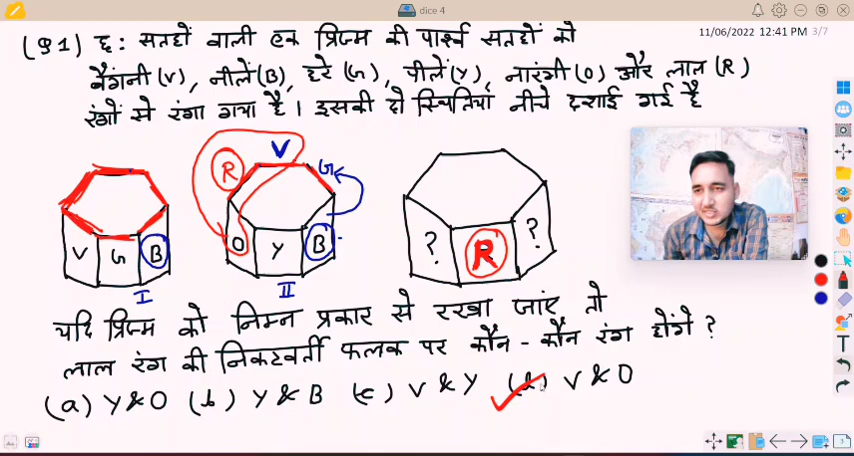 dice 4
11/06/2022 12:41 PM 3/7
(Q1) छ: सतहों वाली एक प्रिज्म की पार्श्व सतहों को
बैंगनी (V), नीलें (B), हरे (G), पीलें (Y), नारंगी (O) और लाल (R)
रंगों से रंगा गया है। इसकी दो स्थितियां नीचे दर्शाई गई है
V
R G
V G B
O Y B
? R ?
I II
यदि प्रिज्म को निम्न प्रकार से रखा जाएं तो
लाल रंग की निकटवर्ती फलक पर कौन - कौन रंग होंगे ?
(a) Y & O (b) Y & B (c) V & Y (d) V & O